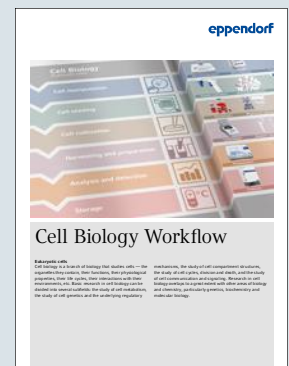 eppendorf
Cell Biology
Cell manipulation
Cell culturing
Cell cultivation
Harvesting and preparation
Analysis and detection
Storage
°C
Cell Biology Workflow
Eukaryotic cells
Cell biology is a branch of biology that studies cells — the
organelles they contain, their functions, their physiological
properties, their life cycles, their interactions with their
environments, etc. Basic research in cell biology can be
divided into several subfields: the study of cell metabolism,
the study of cell genetics and the underlying regulatory
mechanisms, the study of cell compartment structures,
the study of cell cycles, division and death, and the study
of cell communication and signaling. Research in cell
biology overlaps to a great extent with other areas of biology
and chemistry, particularly genetics, biochemistry and
molecular biology.